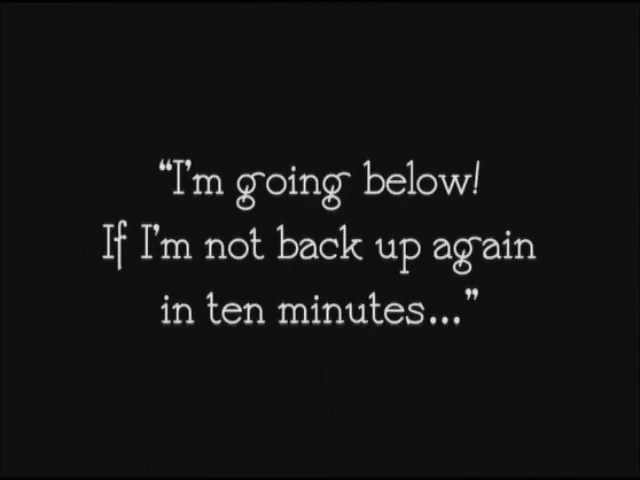 “I'm going below!
If I'm not back up again
in ten minutes...”